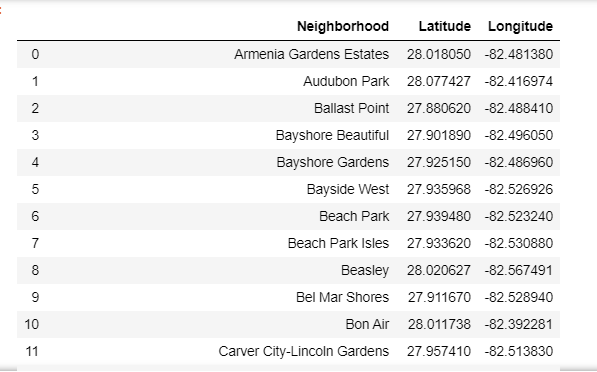 Neighborhood Latitude Longitude
0 Armenia Gardens Estates 28.018050 -82.481380
1 Audubon Park 28.077427 -82.416974
2 Ballast Point 27.880620 -82.488410
3 Bayshore Beautiful 27.901890 -82.496050
4 Bayshore Gardens 27.925150 -82.486960
5 Bayside West 27.935968 -82.526926
6 Beach Park 27.939480 -82.523240
7 Beach Park Isles 27.933620 -82.530880
8 Beasley 28.020627 -82.567491
9 Bel Mar Shores 27.911670 -82.528940
10 Bon Air 28.011738 -82.392281
11 Carver City-Lincoln Gardens 27.957410 -82.513830